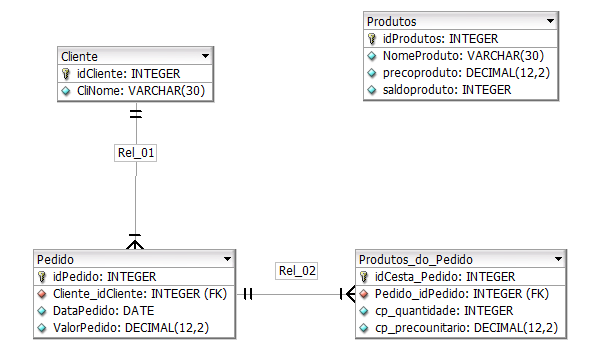 Produtos
idProdutos: INTEGER
NomeProduto: VARCHAR(30)
precoproduto: DECIMAL(12,2)
saldoproduto: INTEGER
Cliente
idCliente: INTEGER
CliNome: VARCHAR(30)
Rel_01
Pedido
idPedido: INTEGER
Cliente_idCliente: INTEGER (FK)
DataPedido: DATE
ValorPedido: DECIMAL(12,2)
Rel_02
Produtos_do_Pedido
idCesta_Pedido: INTEGER
Pedido_idPedido: INTEGER (FK)
cp_quantidade: INTEGER
cp_precounitario: DECIMAL(12,2)